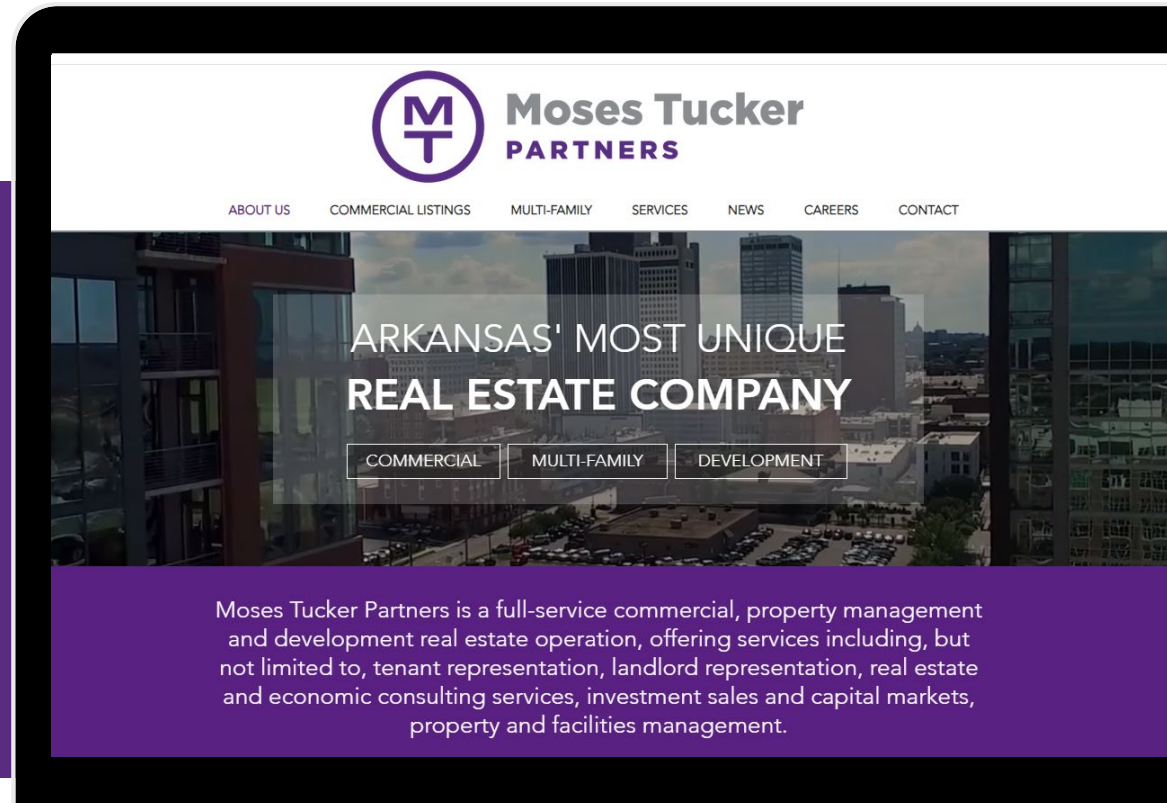 MT
Moses Tucker
PARTNERS
ABOUT US COMMERCIAL LISTINGS MULTI-FAMILY SERVICES NEWS CAREERS CONTACT
ARKANSAS' MOST UNIQUE
REAL ESTATE COMPANY
COMMERCIAL MULTI-FAMILY DEVELOPMENT
Moses Tucker Partners is a full-service commercial, property management
and development real estate operation, offering services including, but
not limited to, tenant representation, landlord representation, real estate
and economic consulting services, investment sales and capital markets,
property and facilities management.